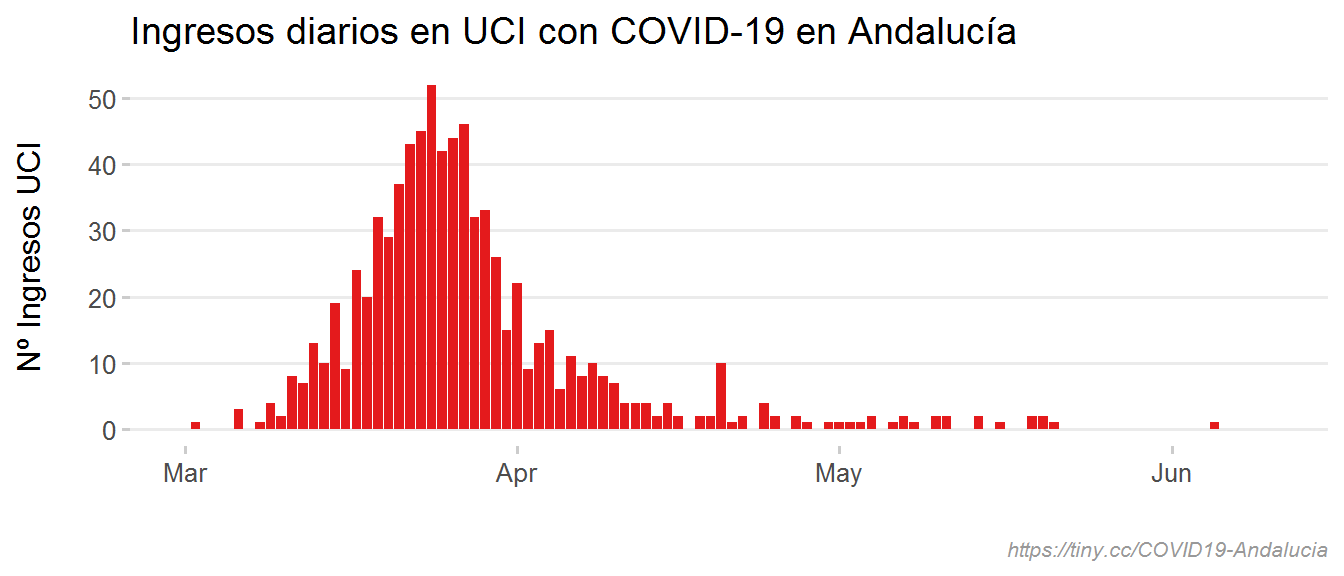 Ingresos diarios en UCI con COVID-19 en Andalucía
Nº Ingresos UCI
50
40
30
20
10
0
Mar Apr May Jun
https://tiny.cc/COVID19-Andalucia